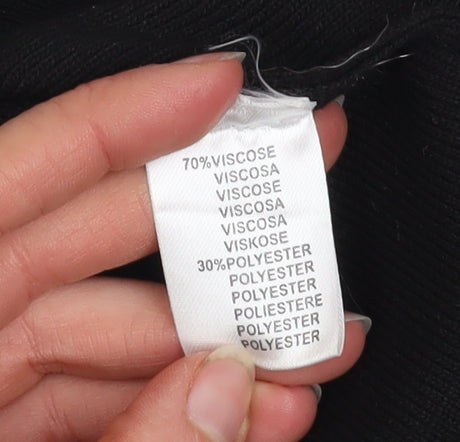 70%VISCOSE
VISCOSA
VISCOSE
VISCOSA
VISCOSA
VISKOSE
30%POLYESTER
POLYESTER
POLYESTER
POLIESTERE
POLYESTER
POLYESTER